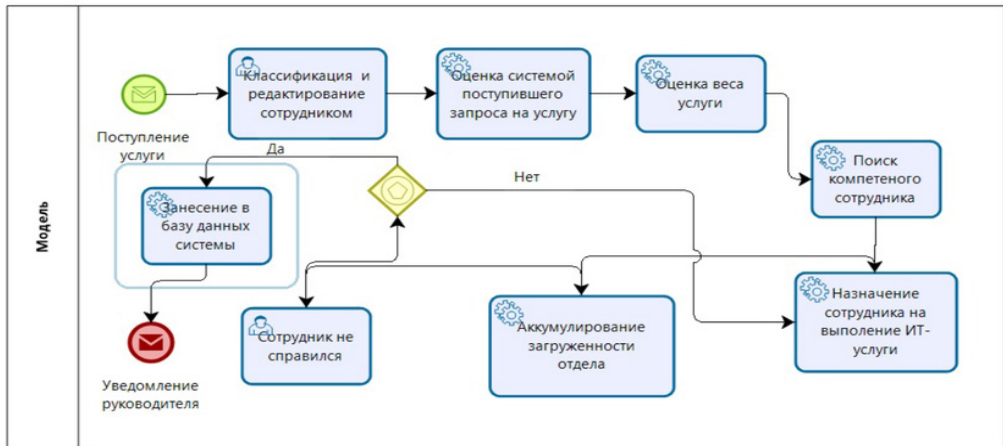 Модель
Поступление
услуги
Классификация и
редактирование
сотрудником
Оценка системой
поступившего
запроса на услугу
Оценка веса
услуги
Поиск
компетеного
сотрудника
Да
Нет
Занесение в
базу данных
системы
Уведомление
руководителя
Сотрудник не
справился
Аккумулирование
загруженности
отдела
Назначение
сотрудника на
выполение ИТ-
услуги